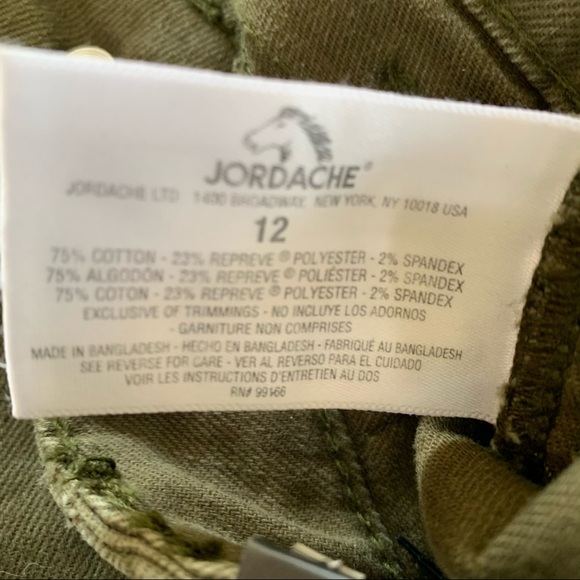 JORDACHE®
JORDACHE LTD 1400 BROADWAY, NEW YORK, NY 10018 USA
12
75% COTTON - 23% REPREVE® POLYESTER - 2% SPANDEX
75% ALGODÓN - 23% REPREVE® POLIÉSTER - 2% SPANDEX
75% COTON - 23% REPREVE® POLYESTER - 2% SPANDEX
EXCLUSIVE OF TRIMMINGS - NO INCLUYE LOS ADORNOS
- GARNITURE NON COMPRISES
MADE IN BANGLADESH - HECHO EN BANGLADESH - FABRIQUÉ AU BANGLADESH
SEE REVERSE FOR CARE - VER AL REVERSO PARA EL CUIDADO
VOIR LES INSTRUCTIONS D'ENTRETIEN AU DOS
RN# 99166